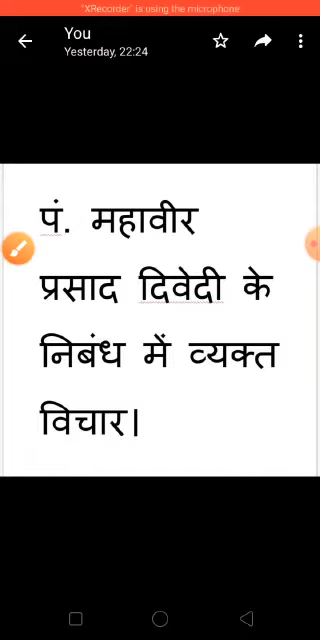 "XRecorder" is using the microphone
You
Yesterday, 22:24
पं. महावीर
प्रसाद दिवेदी के
निबंध में व्यक्त
विचार।